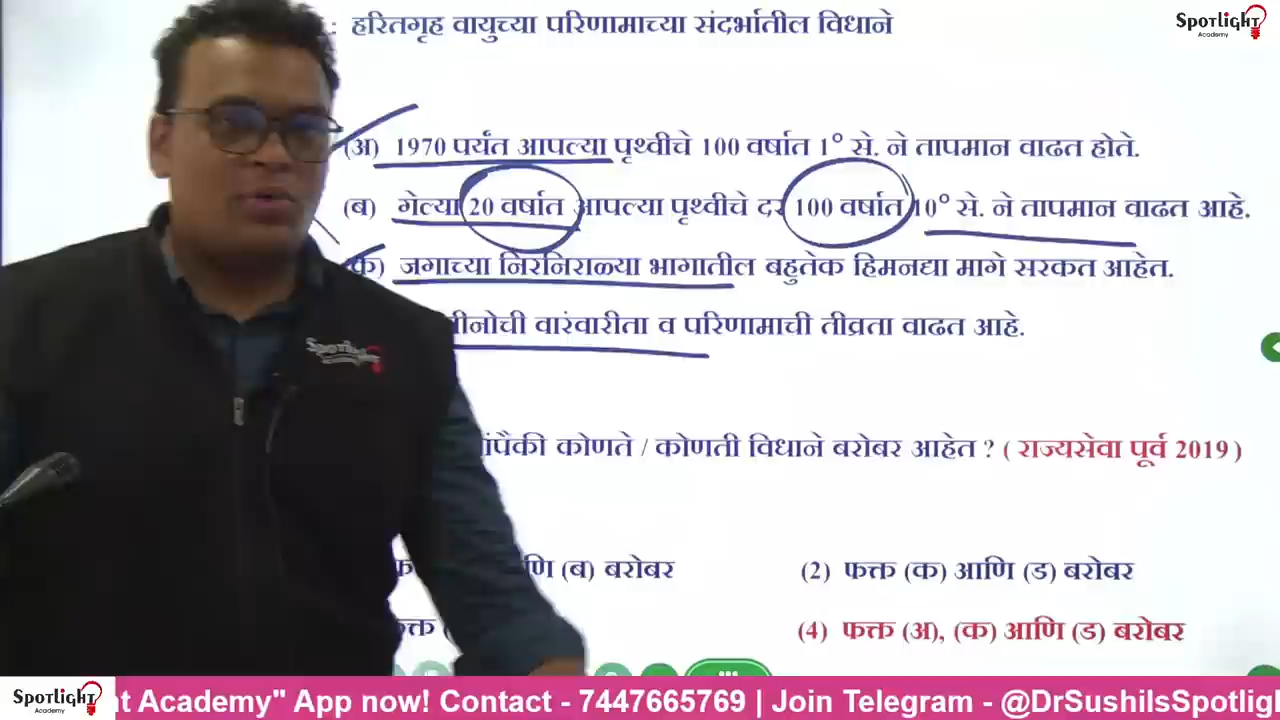 : हरितगृह वायुच्या परिणामाच्या संदर्भातील विधाने
Spotlight
Academy
(अ) 1970 पर्यंत आपल्या पृथ्वीचे 100 वर्षात 1° से. ने तापमान वाढत होते.
(ब) गेल्या 20 वर्षात आपल्या पृथ्वीचे दर 100 वर्षात 10° से. ने तापमान वाढत आहे.
(क) जगाच्या निरनिराळ्या भागातील बहुतेक हिमनद्या मागे सरकत आहेत.
वारंवारीता व परिणामाची तीव्रता वाढत आहे.
कोणते / कोणती विधाने बरोबर आहेत ? ( राज्यसेवा पूर्व 2019 )
(ब) बरोबर
(2) फक्त (क) आणि (ड) बरोबर
(4) फक्त (अ), (क) आणि (ड) बरोबर
Spotlight
Academy
Spotlight
Academy
Academy" App now! Contact - 7447665769 | Join Telegram -